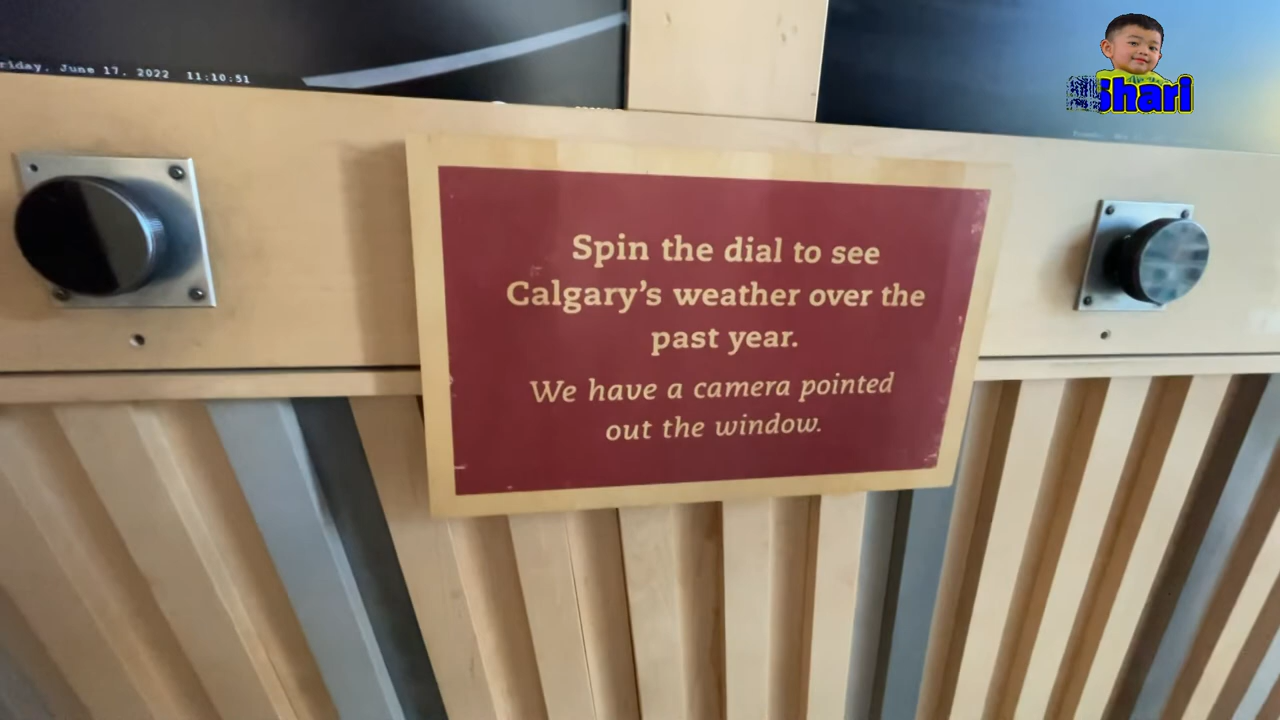 riday, June 17, 2022 11:10:51
Shari
Spin the dial to see
Calgary's weather over the
past year.
We have a camera pointed
out the window.